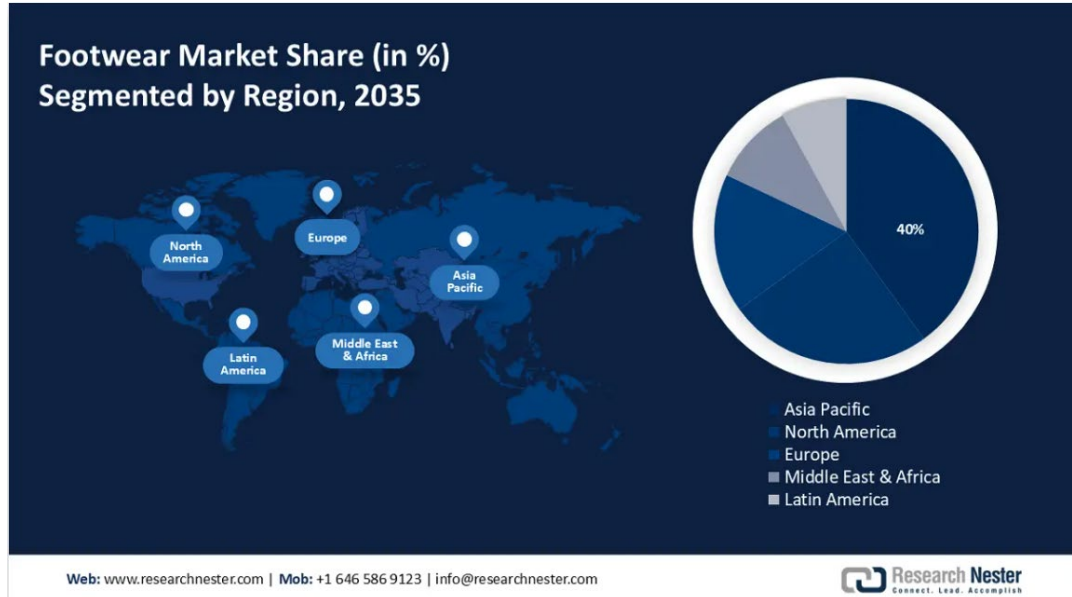 Footwear Market Share (in %)
Segmented by Region, 2035
North
America
Europe
Asia
Pacific
Latin
America
Middle East
& Africa
40%
Asia Pacific
North America
Europe
Middle East & Africa
Latin America
Web: www.researchnester.com | Mob: +1 646 586 9123 | info@researchnester.com
Research Nester
Connect. Lead. Accomplish